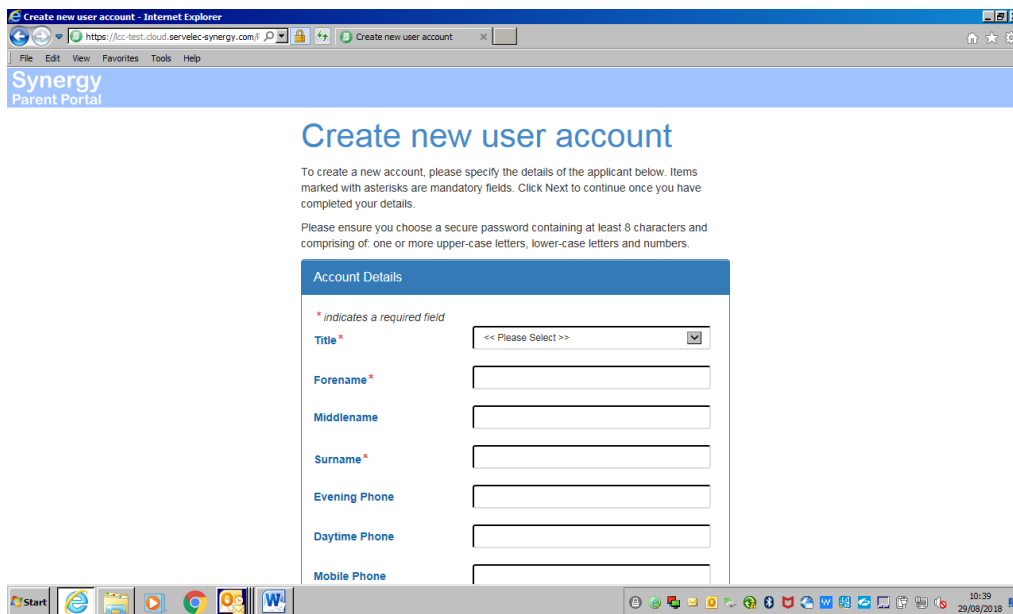 Create new user account - Internet Explorer
https://lcc-test.cloud.servelec-synergy.com/F
Create new user account
File Edit View Favorites Tools Help
Synergy
Parent Portal
Create new user account
To create a new account, please specify the details of the applicant below. Items
marked with asterisks are mandatory fields. Click Next to continue once you have
completed your details.
Please ensure you choose a secure password containing at least 8 characters and
comprising of: one or more upper-case letters, lower-case letters and numbers.
Account Details
* indicates a required field
Title *
<< Please Select >>
Forename *
Middlename
Surname *
Evening Phone
Daytime Phone
Mobile Phone
Start
10:39
29/08/2018